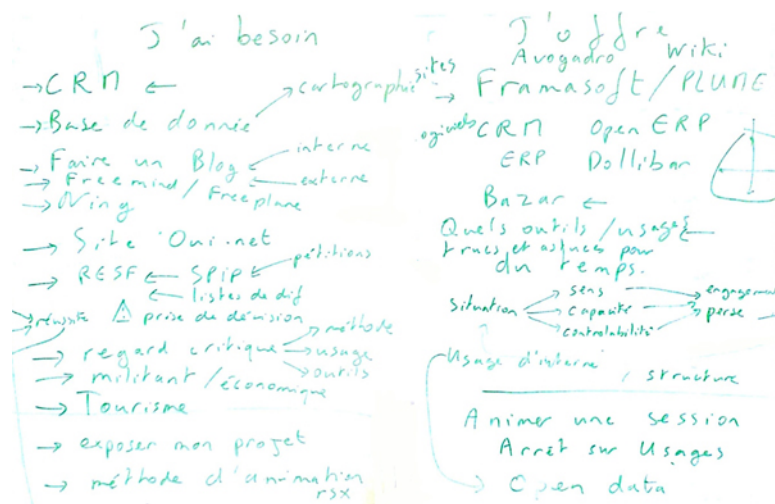 J'ai besoin
→ CRM ←
→ Base de donnée → cartographie
→ Faire un Blog ← interne
← externe
→ Freemind / Freeplane
→ Ning
→ Site Oui.net
→ RESF ← SPIP ← pétitions
← listes de dif
→ réussite ⚠ prise de décision
→ regard critique → méthode
→ usage
→ outils
→ militant / économique
→ Tourisme
→ exposer mon projet
→ méthode d'animation
rsx
J'offre
Avogadro Wiki
sites → Framasoft / PLUME
ogiciels CRM Open ERP
ERP Dollibar
Bazar ←
Quels outils / usages ←
trucs et astuces pour
du temps.
Situation → sens → engagement
→ capacité → perse
→ controlabilité
Usage d'interne
/ structure
Animer une session
Arrêt sur Usages
→ Open data